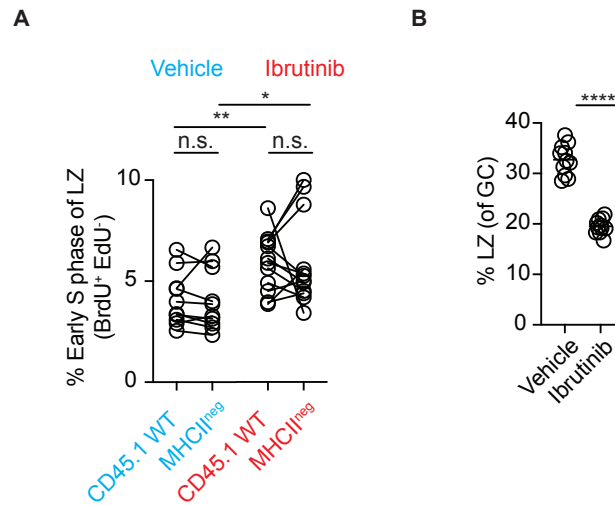 A
Vehicle
Ibrutinib
*
**
n.s.
n.s.
% Early S phase of LZ
(BrdU⁺ EdU⁻)
10
5
0
CD45.1 WT
MHCIIⁿᵉᵍ
CD45.1 WT
MHCIIⁿᵉᵍ
B
****
% LZ (of GC)
40
30
20
10
0
Vehicle
Ibrutinib